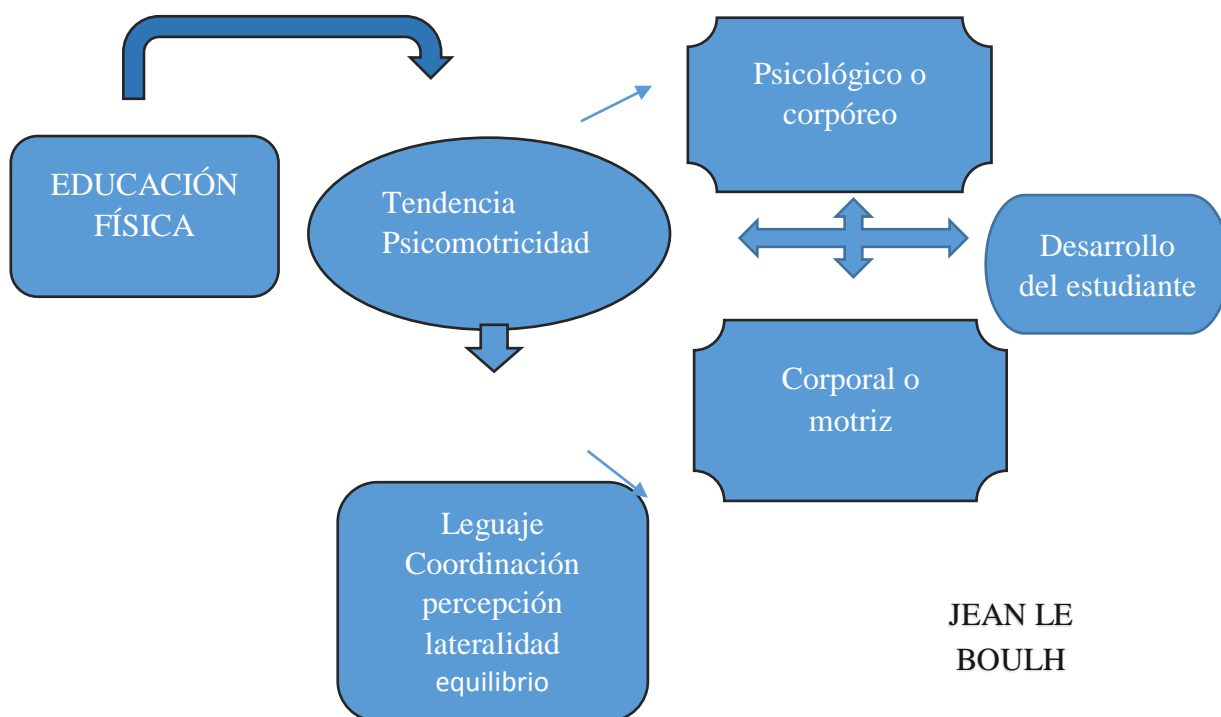 EDUCACIÓN
FÍSICA
Tendencia
Psicomotricidad
Psicológico o
corpóreo
Desarrollo
del estudiante
Corporal o
motriz
Leguaje
Coordinación
percepción
lateralidad
equilibrio
JEAN LE
BOULH